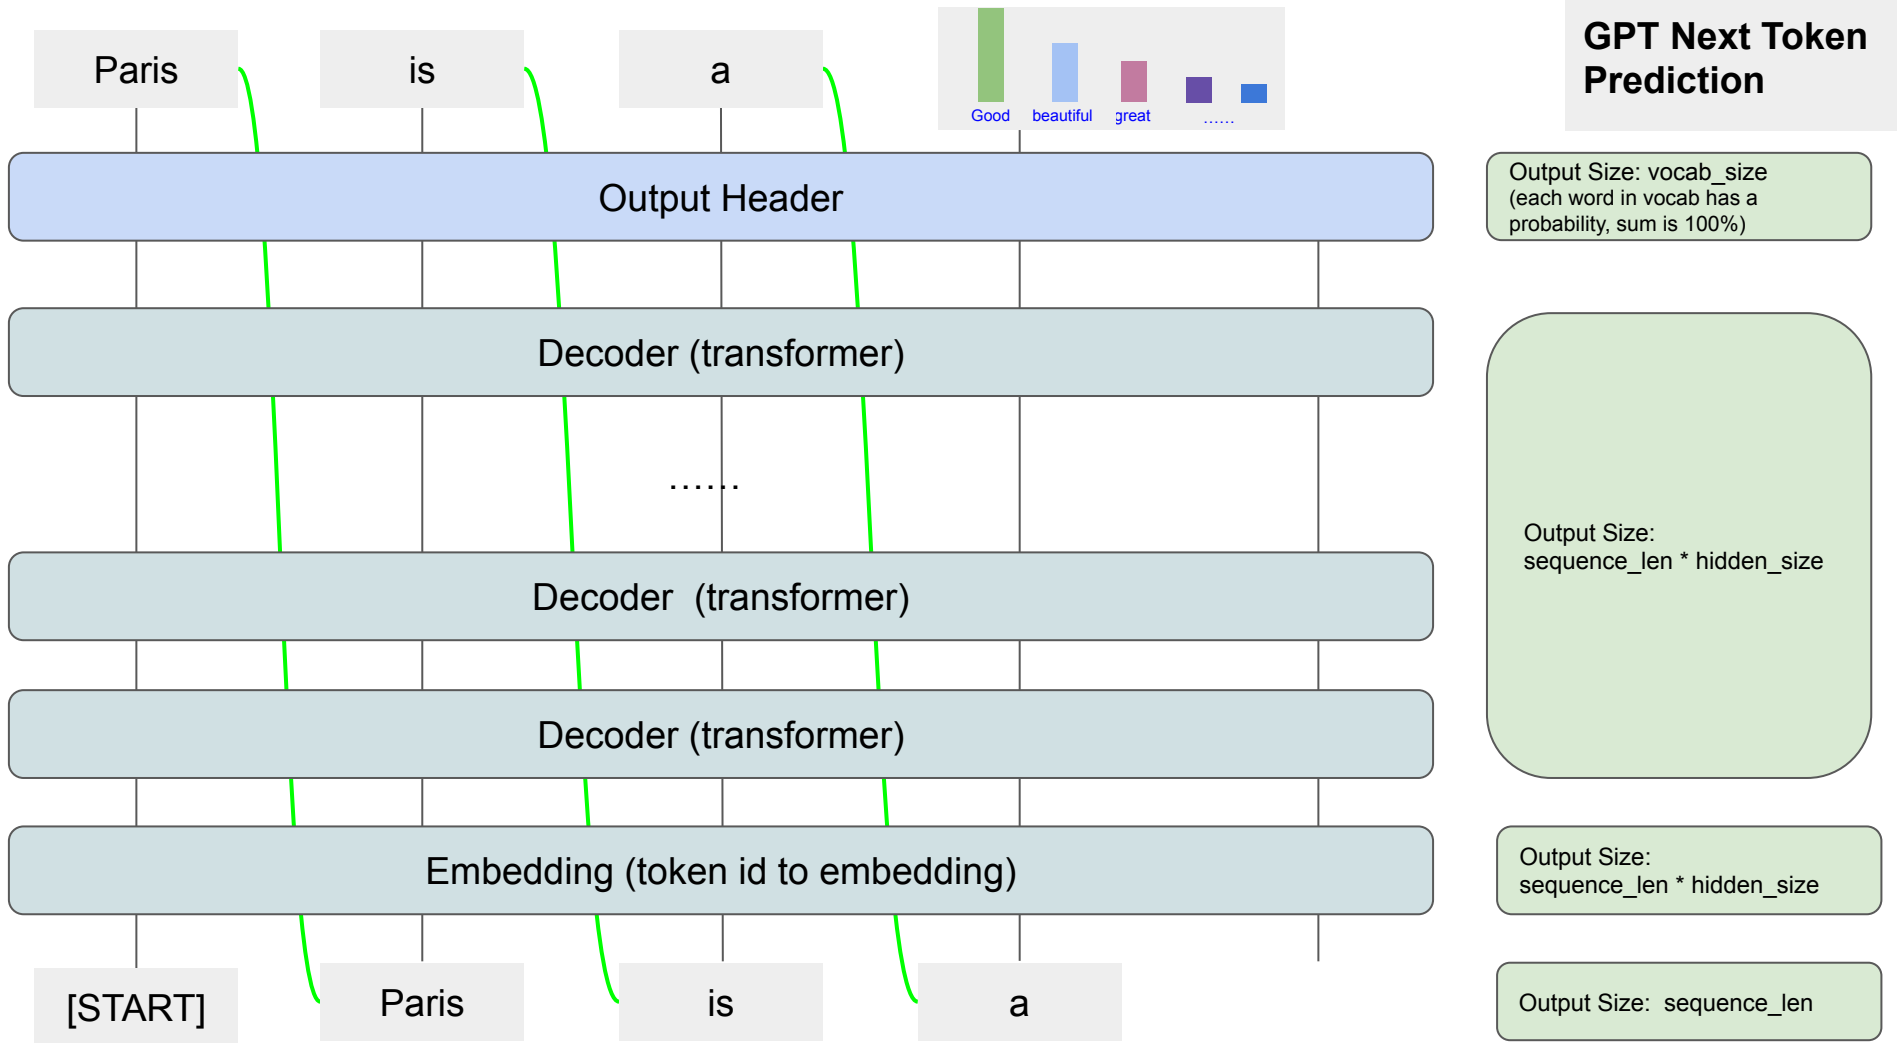 GPT Next Token
Prediction
Paris
is
a
Good
beautiful
great
......
Output Header
Output Size: vocab_size
(each word in vocab has a
probability, sum is 100%)
Decoder (transformer)
......
Output Size:
sequence_len * hidden_size
Decoder  (transformer)
Decoder (transformer)
Embedding (token id to embedding)
Output Size:
sequence_len * hidden_size
[START]
Paris
is
a
Output Size:  sequence_len